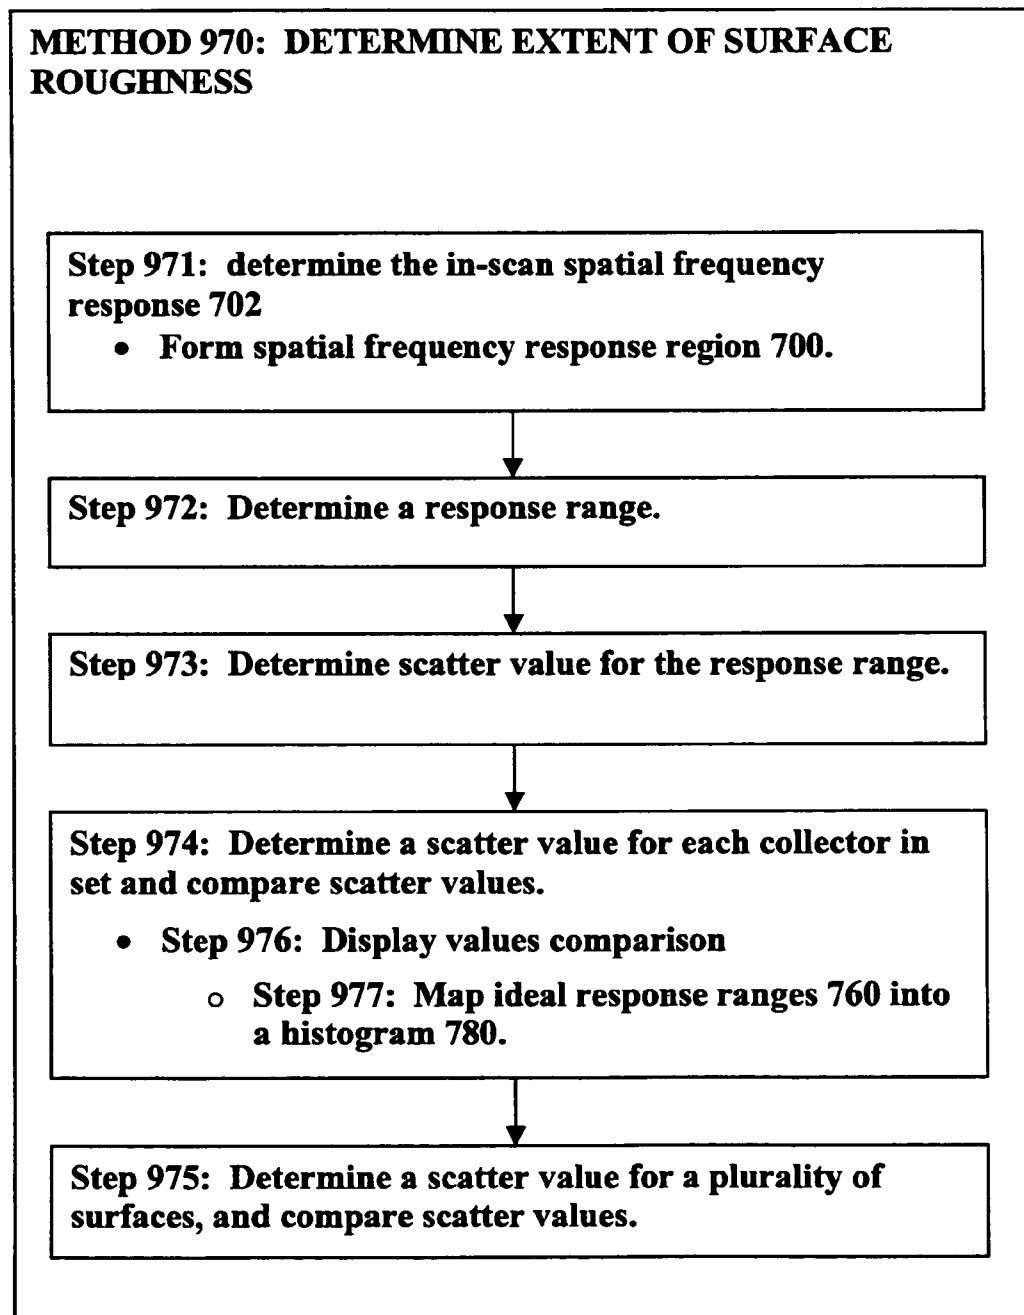 METHOD 970: DETERMINE EXTENT OF SURFACE
ROUGHNESS
Step 971: determine the in-scan spatial frequency
response 702
• Form spatial frequency response region 700.
Step 972: Determine a response range.
Step 973: Determine scatter value for the response range.
Step 974: Determine a scatter value for each collector in
set and compare scatter values.
• Step 976: Display values comparison
○ Step 977: Map ideal response ranges 760 into
a histogram 780.
Step 975: Determine a scatter value for a plurality of
surfaces, and compare scatter values.